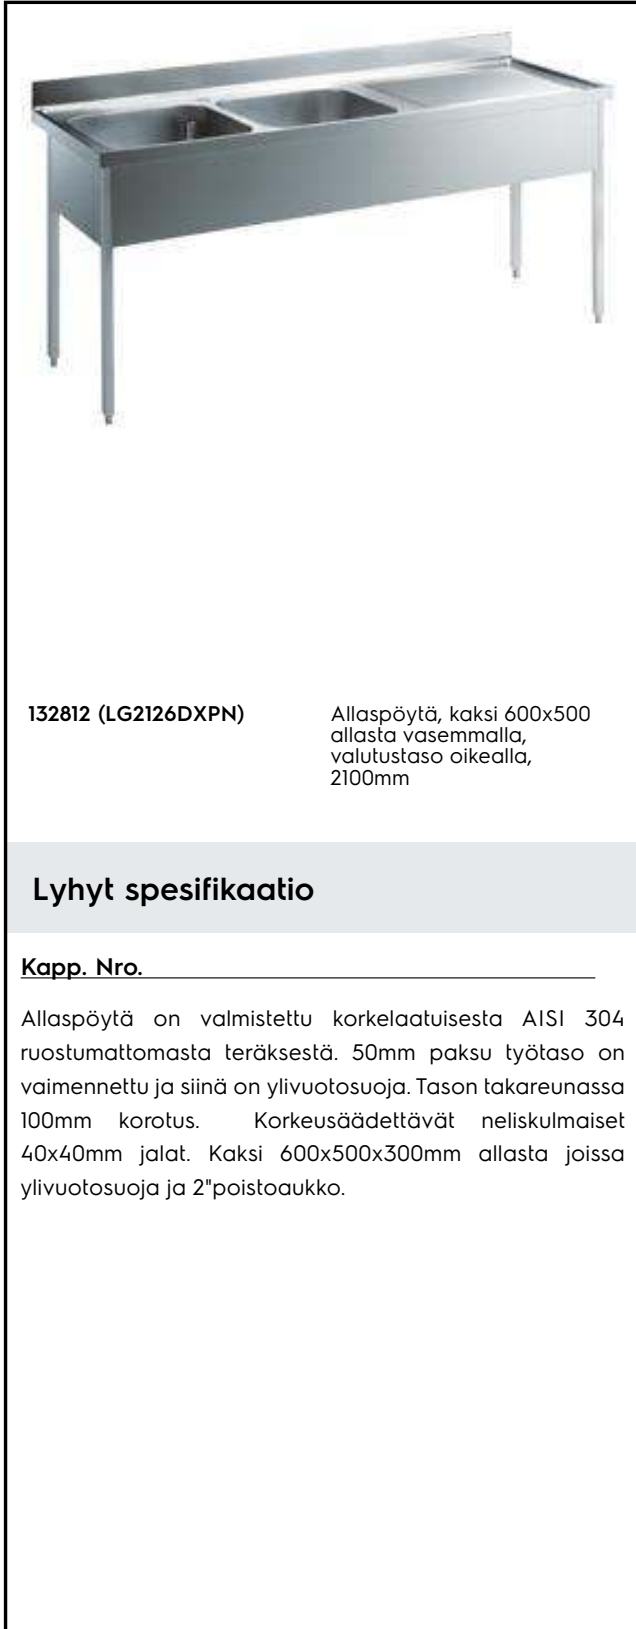 132812 (LG2126DXPN)
Allaspöytä, kaksi 600x500
allasta vasemmalla,
valutustaso oikealla,
2100mm
Lyhyt spesifikaatio
Kapp. Nro.
Allaspöytä on valmistettu korkelaatuisesta AISI 304
ruostumattomasta teräksestä. 50mm paksu työtaso on
vaimennettu ja siinä on ylivuotosuoja. Tason takareunassa
100mm korotus. Korkeusäädettävät neliskulmaiset
40x40mm jalat. Kaksi 600x500x300mm allasta joissa
ylivuotosuoja ja 2"poistoaukko.